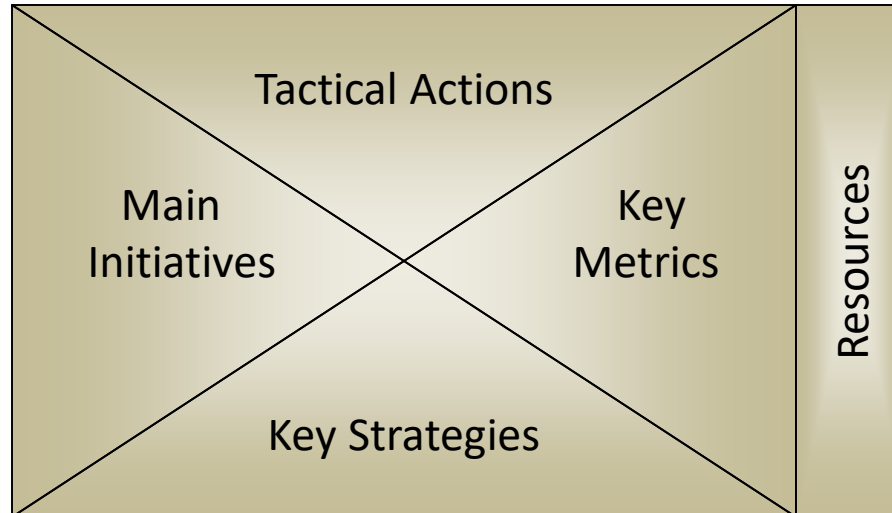 Tactical Actions
Main
Initiatives
Key
Metrics
Resources
Key Strategies